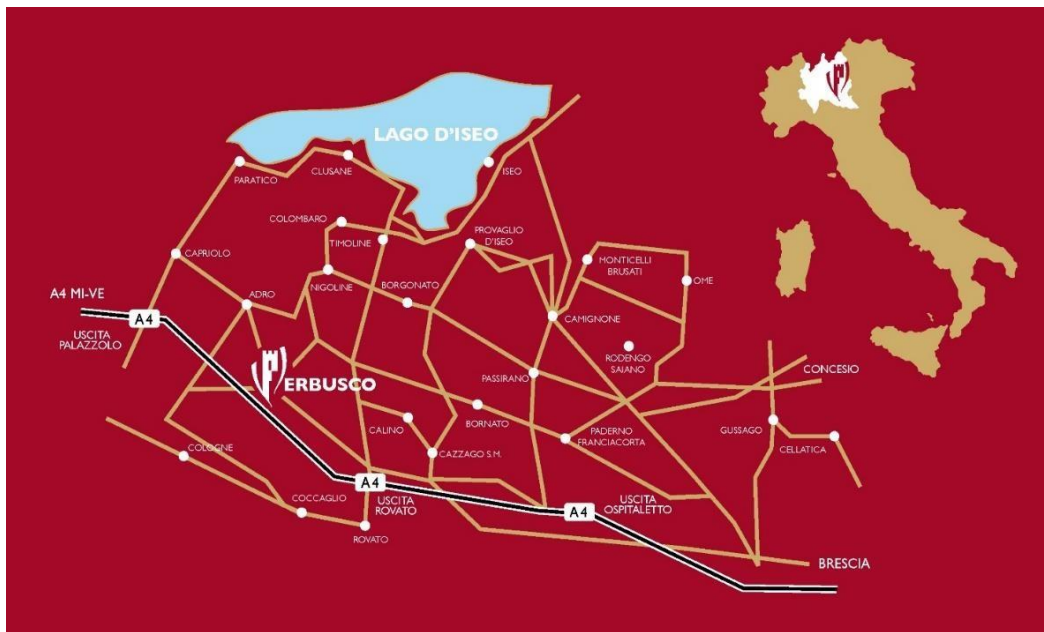 LAGO D'ISEO
PARATICO
CLUSANE
ISEO
COLOMBARO
TIMOLINE
PROVAGLIO
D'ISEO
CAPRIOLO
MONTICELLI
BRUSATI
OME
NIGOLINE
BORGONATO
A4 MI-VE
ADRO
A4
CAMIGNONE
USCITA
PALAZZOLO
RODENGO
SAIANO
CONCESIO
ERBUSCO
PASSIRANO
CALINO
BORNATO
PADERNO
FRANCIACORTA
GUSSAGO
CELLATICA
COLOGNE
CAZZAGO S.M.
A4
USCITA
ROVATO
COCCAGLIO
ROVATO
A4
USCITA
OSPITALETTO
BRESCIA